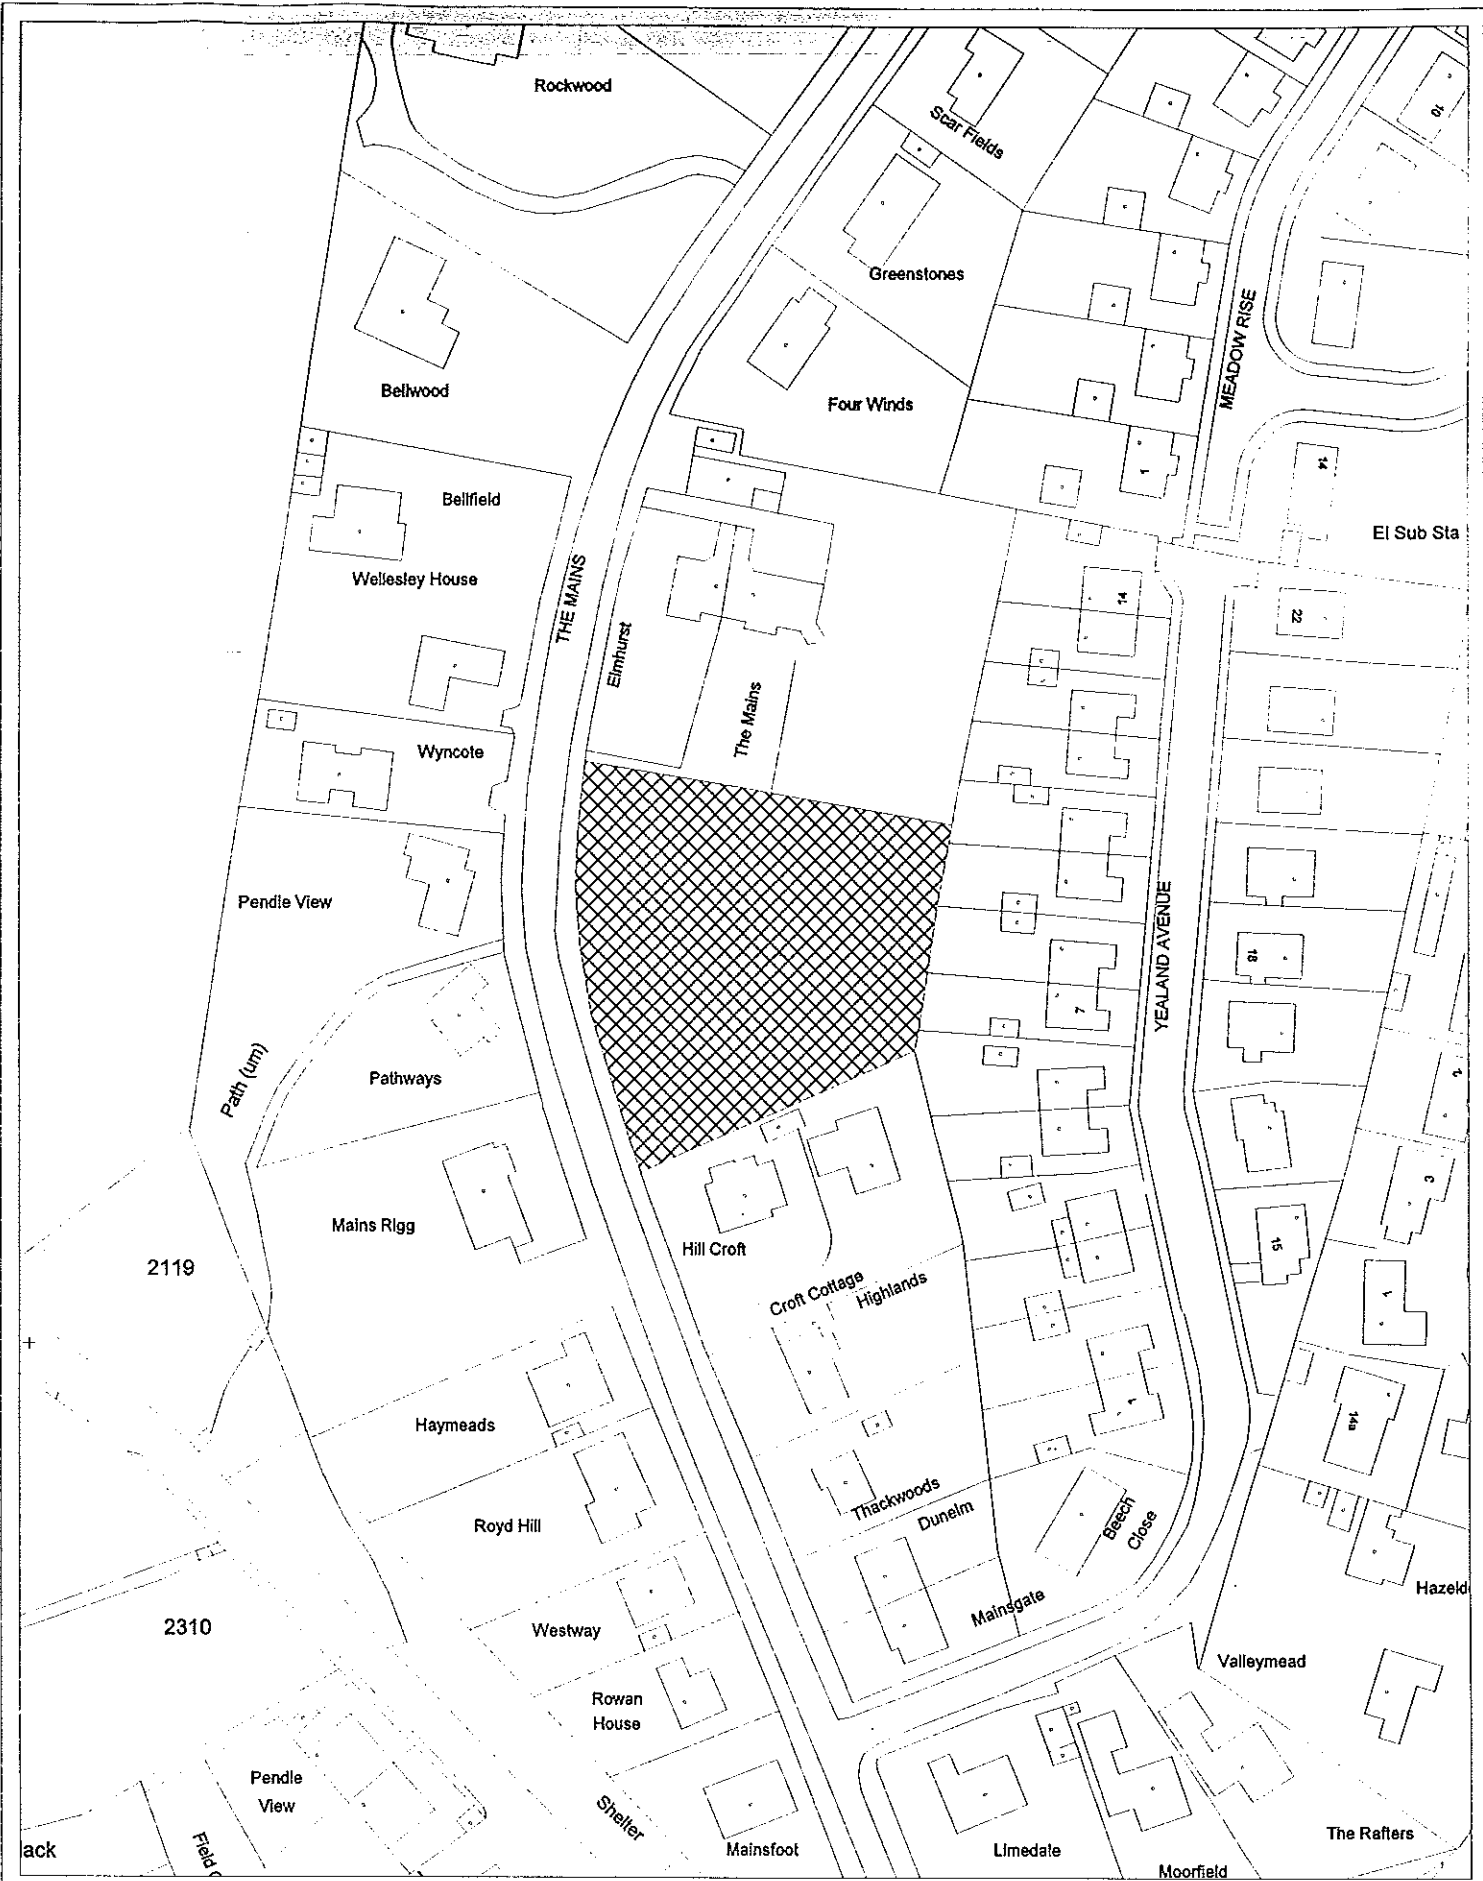 Rockwood
10
Scar Fields
Greenstones
MEADOW RISE
Bellwood
Four Winds
1
14
Bellfield
El Sub Sta
THE MAINS
Wellesley House
14
22
Elmhurst
The Mains
Wyncote
Pendle View
YEALAND AVENUE
18
7
Path (um)
Pathways
2
3
Mains Rigg
Hill Croft
15
2119
Croft Cottage
Highlands
1
Haymeads
1
14a
Thackwoods
Dunelm
Beech
Close
Royd Hill
Hazeld
Mainsgate
2310
Westway
Valleymead
Rowan
House
Pendle
View
Shelter
Mainsfoot
Limedale
The Rafters
ack
Field
Moorfield